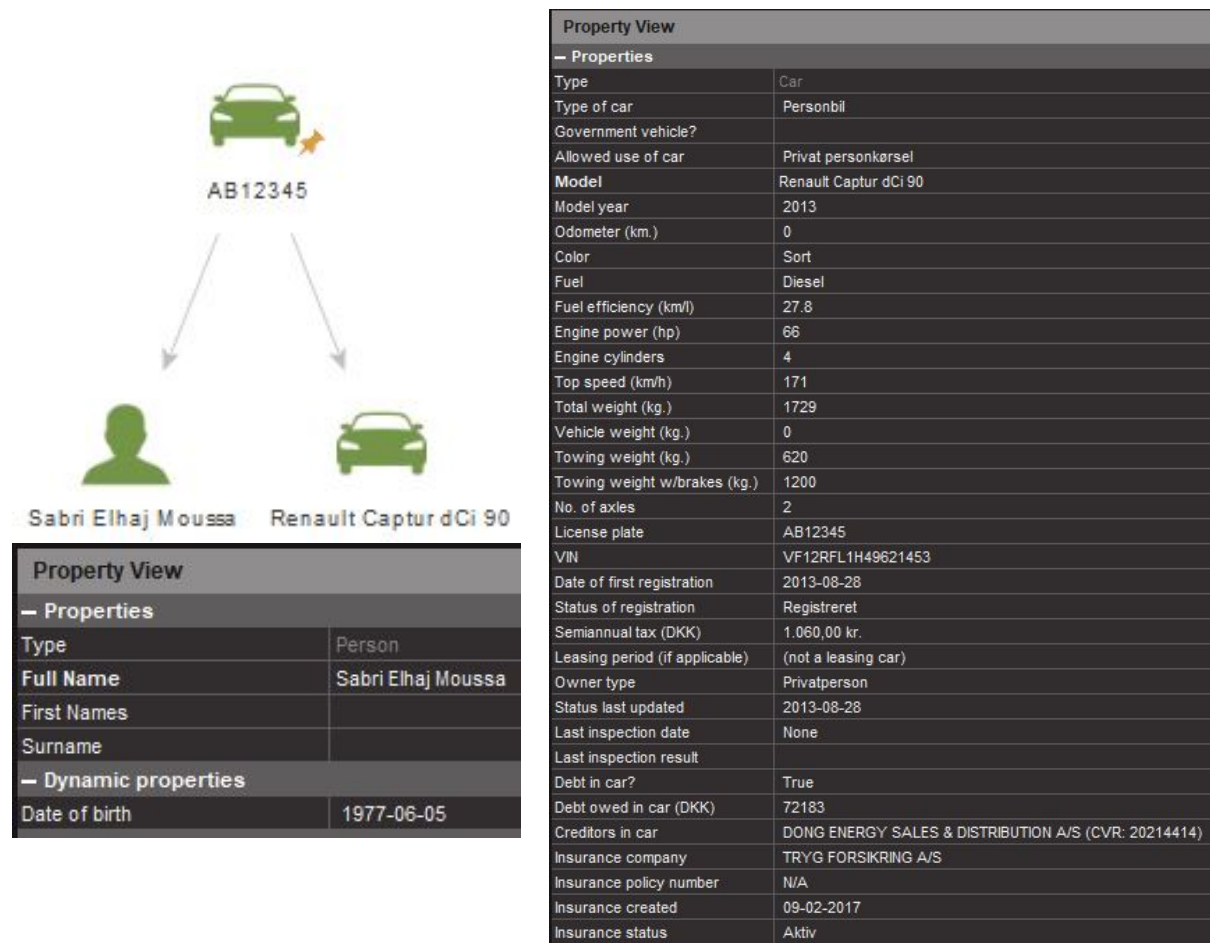 AB12345
Sabri Elhaj Moussa
Renault Captur dCi 90
Property View
– Properties
Type Person
Full Name Sabri Elhaj Moussa
First Names
Surname
– Dynamic properties
Date of birth 1977-06-05
Property View
– Properties
Type Car
Type of car Personbil
Government vehicle?
Allowed use of car Privat personkørsel
Model Renault Captur dCi 90
Model year 2013
Odometer (km.) 0
Color Sort
Fuel Diesel
Fuel efficiency (km/l) 27.8
Engine power (hp) 66
Engine cylinders 4
Top speed (km/h) 171
Total weight (kg.) 1729
Vehicle weight (kg.) 0
Towing weight (kg.) 620
Towing weight w/brakes (kg.) 1200
No. of axles 2
License plate AB12345
VIN VF12RFL1H49621453
Date of first registration 2013-08-28
Status of registration Registreret
Semiannual tax (DKK) 1.060,00 kr.
Leasing period (if applicable) (not a leasing car)
Owner type Privatperson
Status last updated 2013-08-28
Last inspection date None
Last inspection result
Debt in car? True
Debt owed in car (DKK) 72183
Creditors in car DONG ENERGY SALES & DISTRIBUTION A/S (CVR: 20214414)
Insurance company TRYG FORSIKRING A/S
Insurance policy number N/A
Insurance created 09-02-2017
Insurance status Aktiv